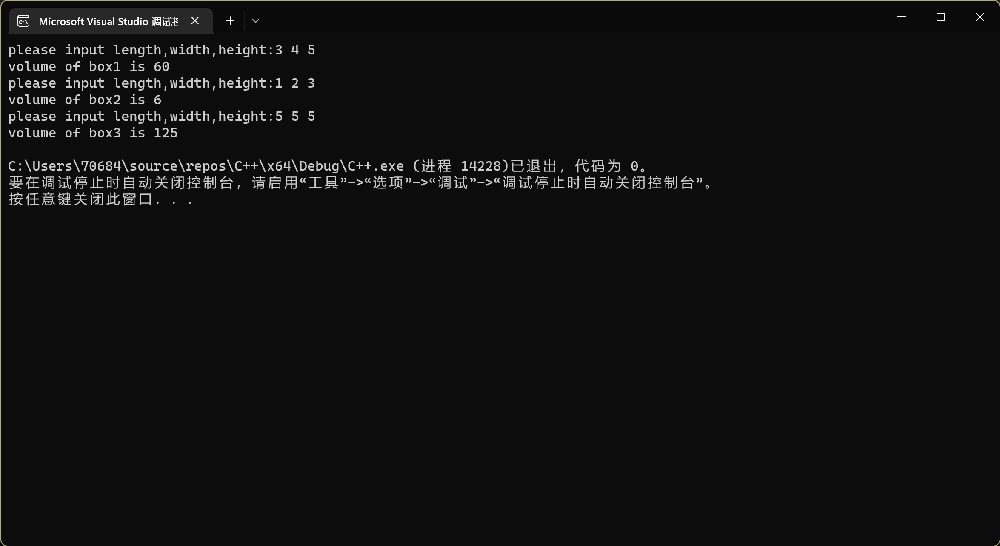 Microsoft Visual Studio 调试
please input length,width,height:3 4 5
volume of box1 is 60
please input length,width,height:1 2 3
volume of box2 is 6
please input length,width,height:5 5 5
volume of box3 is 125
C:\Users\70684\source\repos\C++\x64\Debug\C++.exe (进程 14228)已退出，代码为 0。
要在调试停止时自动关闭控制台，请启用“工具”->“选项”->“调试”->“调试停止时自动关闭控制台”。
按任意键关闭此窗口. . .